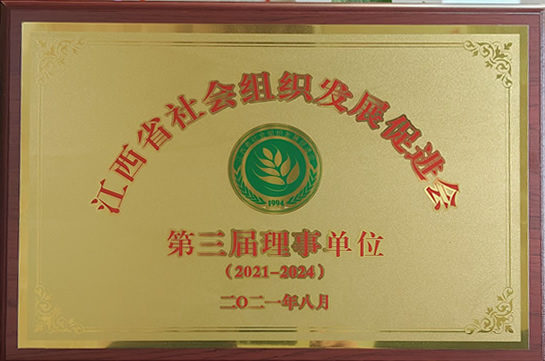 江西省社会组织发展促进会
1994
第三届理事单位
(2021-2024)
二〇二一年八月